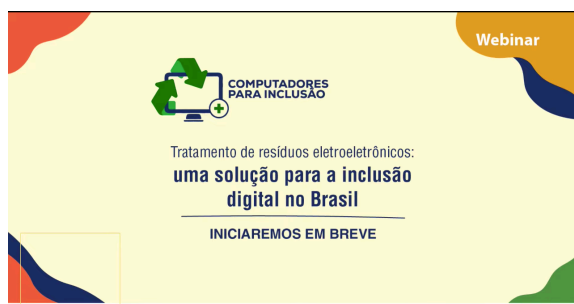 Webinar
COMPUTADORES
PARA INCLUSÃO
Tratamento de resíduos eletroeletrônicos:
uma solução para a inclusão
digital no Brasil
INICIAREMOS EM BREVE